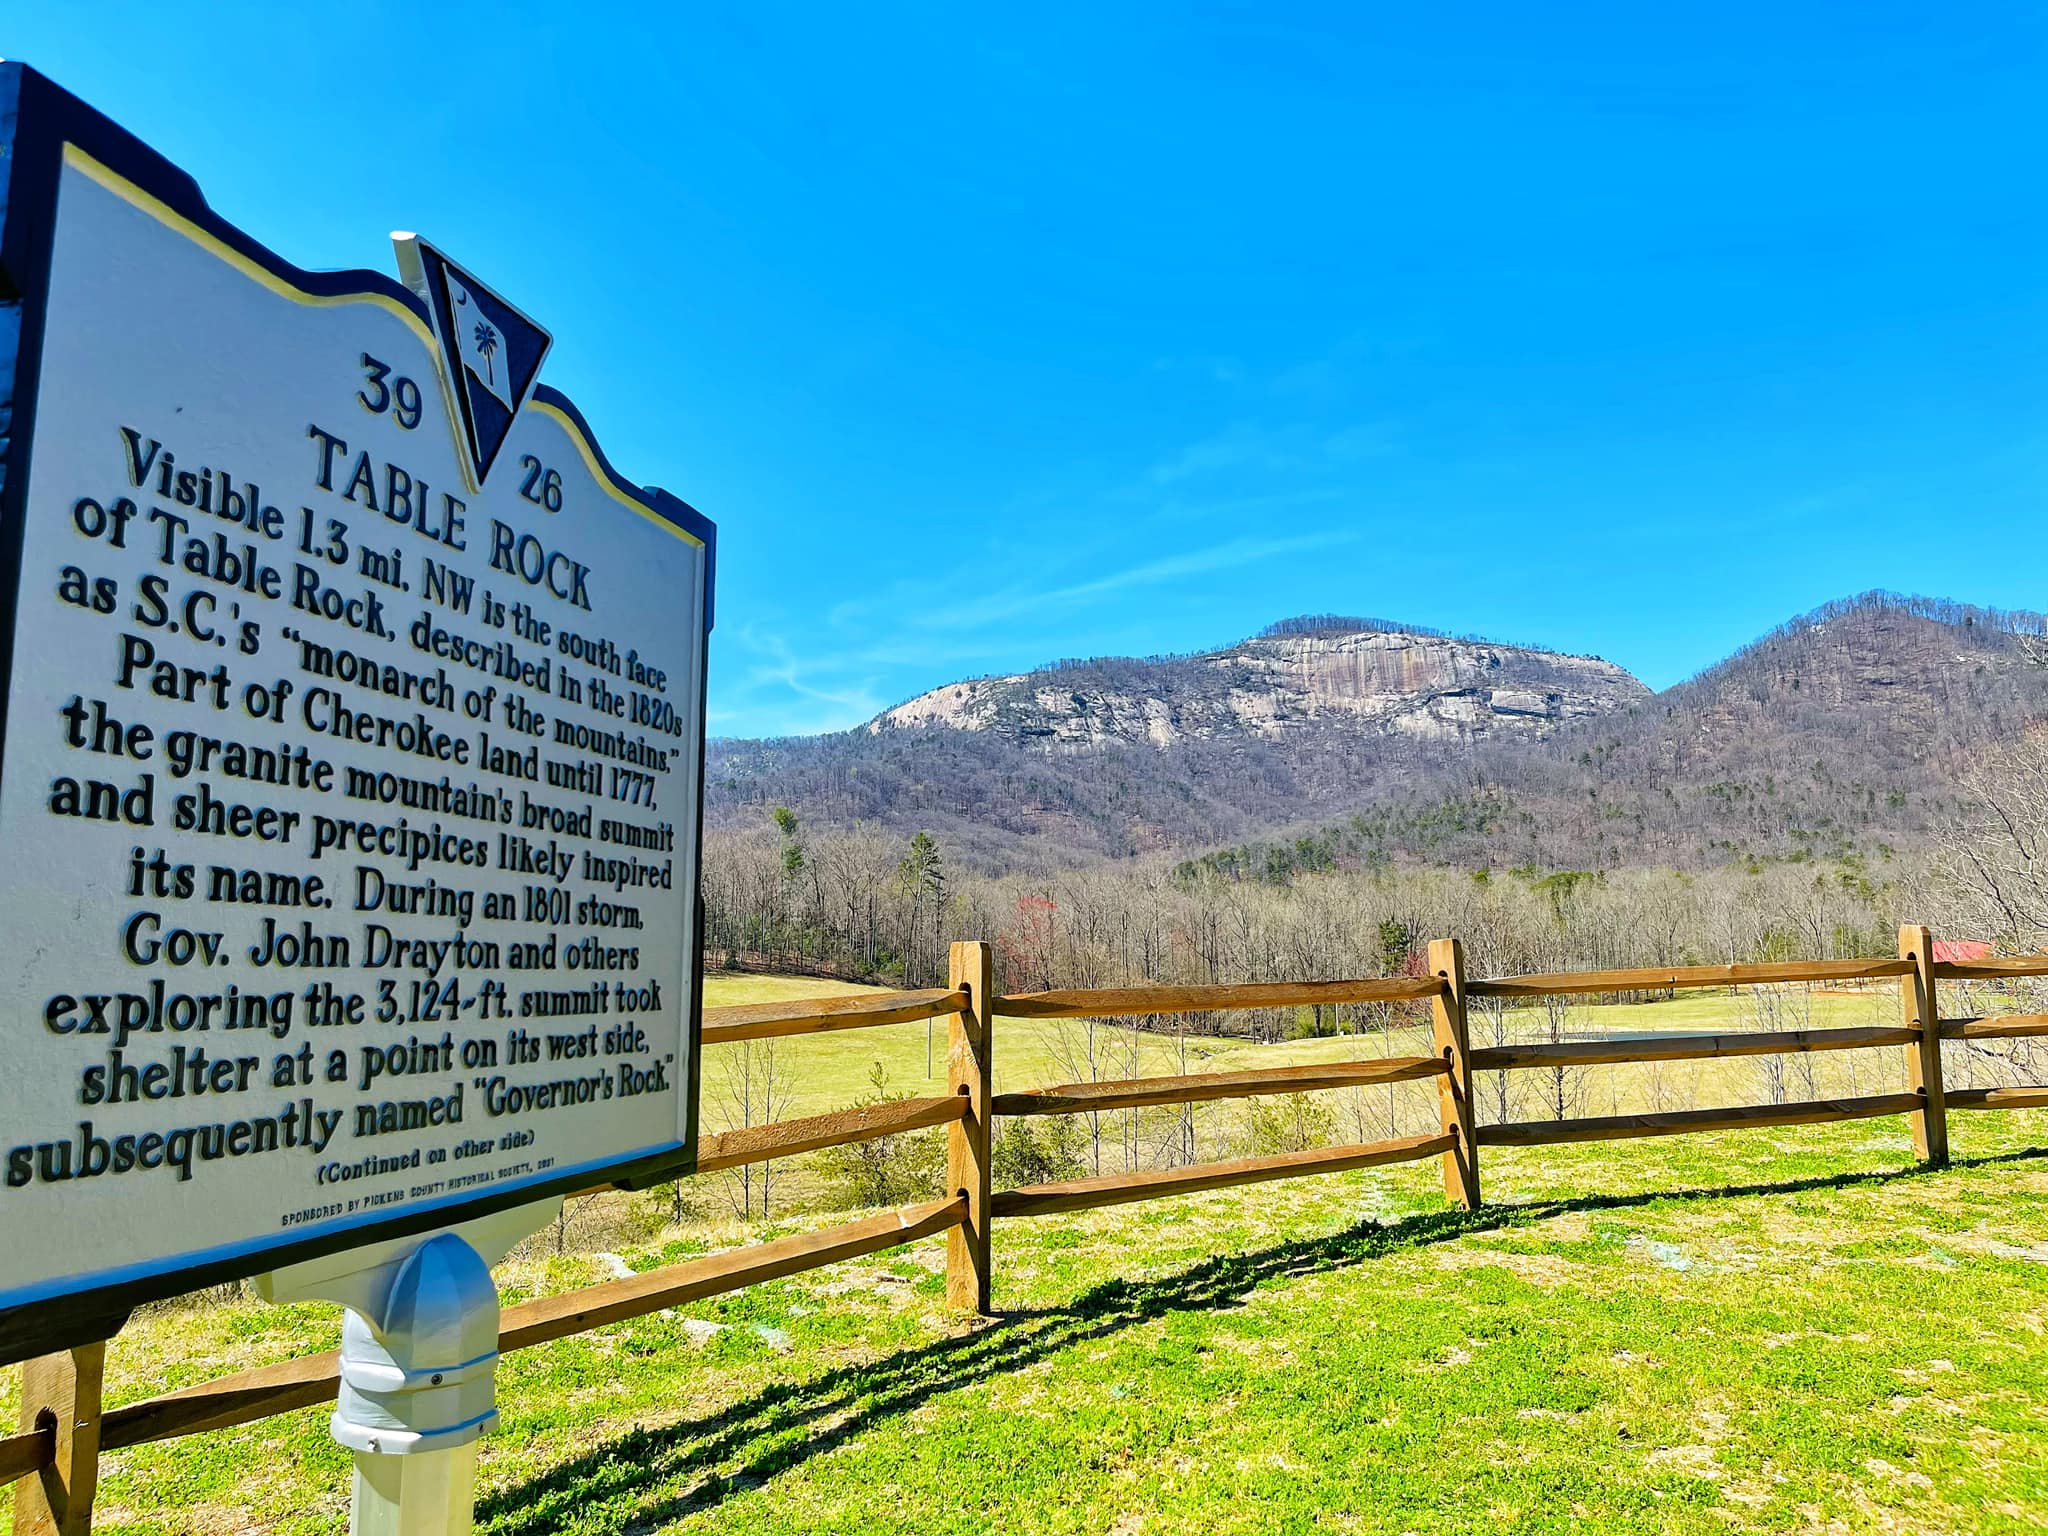 39 26
TABLE ROCK
Visible 1.3 mi. NW is the south face
of Table Rock, described in the 1820s
as S.C.'s "monarch of the mountains."
Part of Cherokee land until 1777,
the granite mountain's broad summit
and sheer precipices likely inspired
its name. During an 1801 storm,
Gov. John Drayton and others
exploring the 3,124-ft. summit took
shelter at a point on its west side,
subsequently named "Governor's Rock."
(Continued on other side)
SPONSORED BY PICKENS COUNTY HISTORICAL SOCIETY, 2021